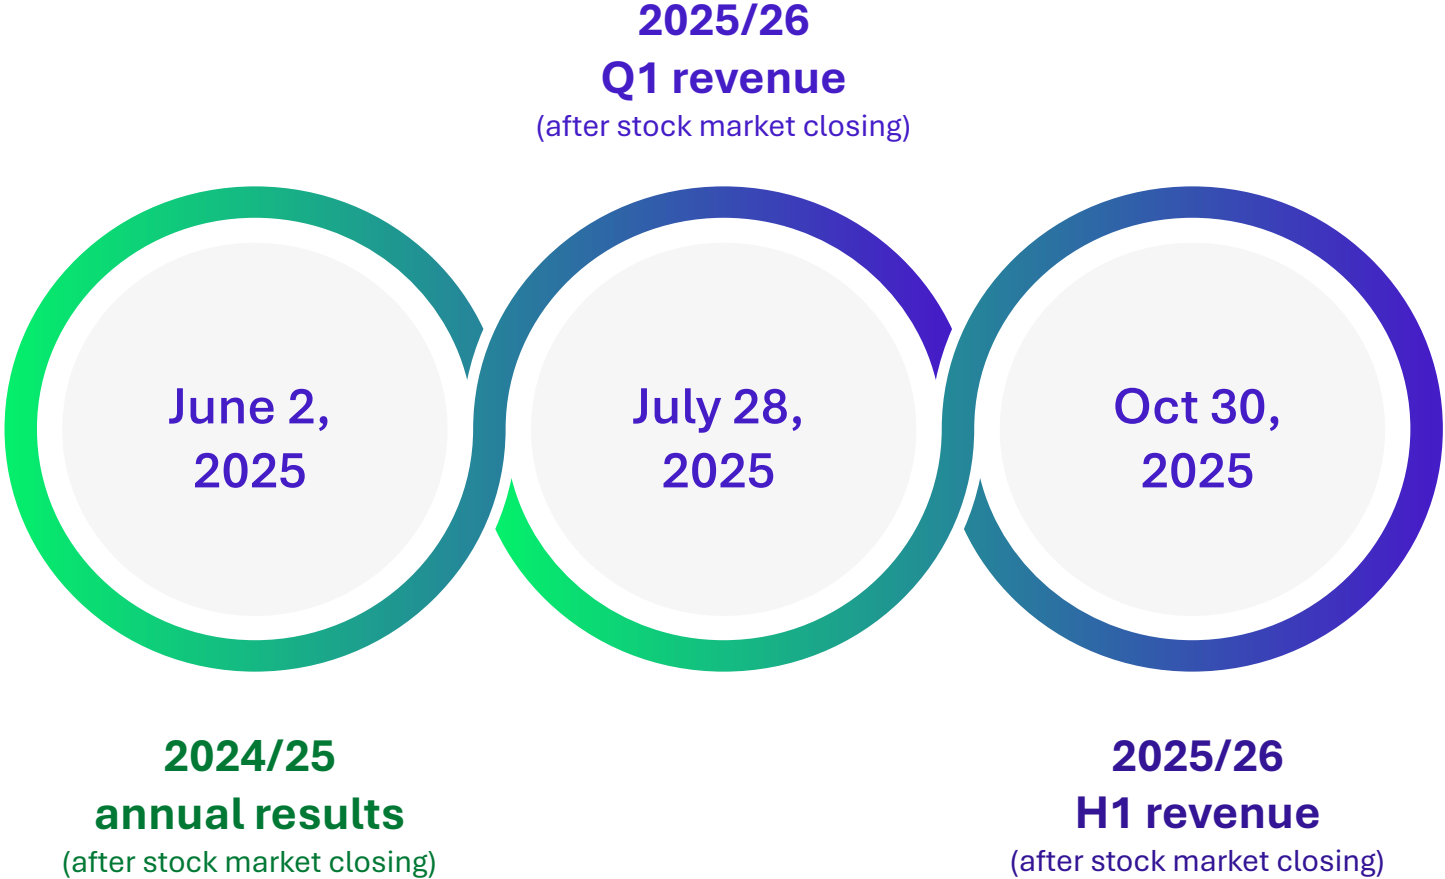 2025/26
Q1 revenue
(after stock market closing)
June 2,
2025
July 28,
2025
Oct 30,
2025
2024/25
annual results
(after stock market closing)
2025/26
H1 revenue
(after stock market closing)